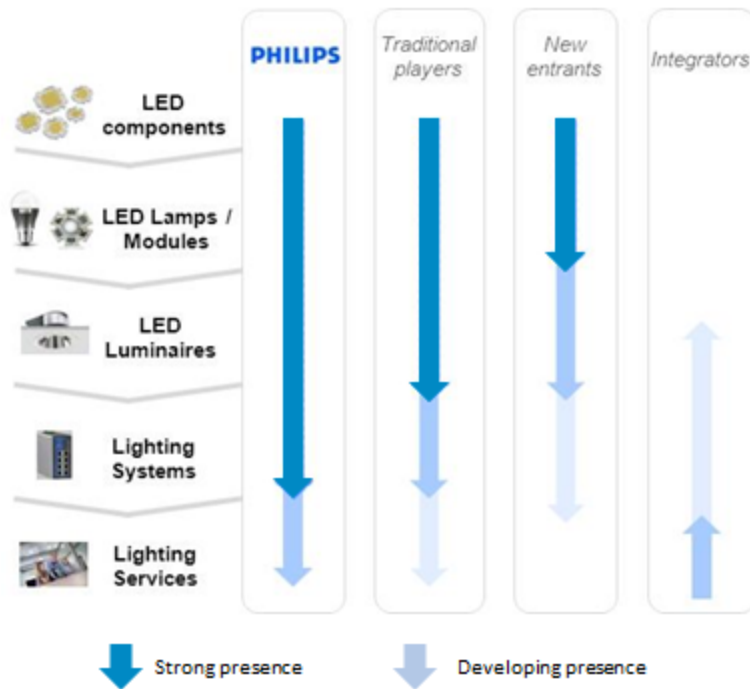 PHILIPS
Traditional
players
New
entrants
Integrators
LED
components
LED Lamps /
Modules
LED
Luminaires
Lighting
Systems
Lighting
Services
Strong presence
Developing presence